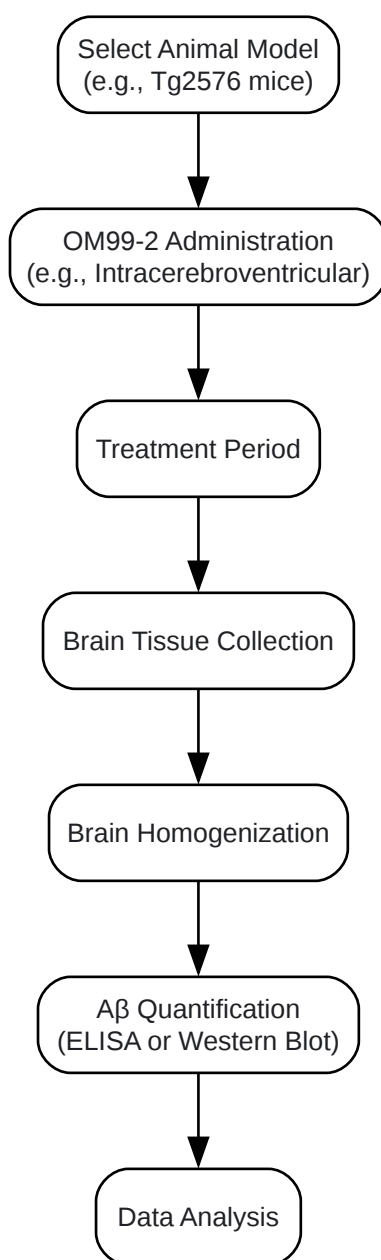 Select Animal Model
(e.g., Tg2576 mice)
OM99-2 Administration
(e.g., Intracerebroventricular)
Treatment Period
Brain Tissue Collection
Brain Homogenization
Aβ Quantification
(ELISA or Western Blot)
Data Analysis